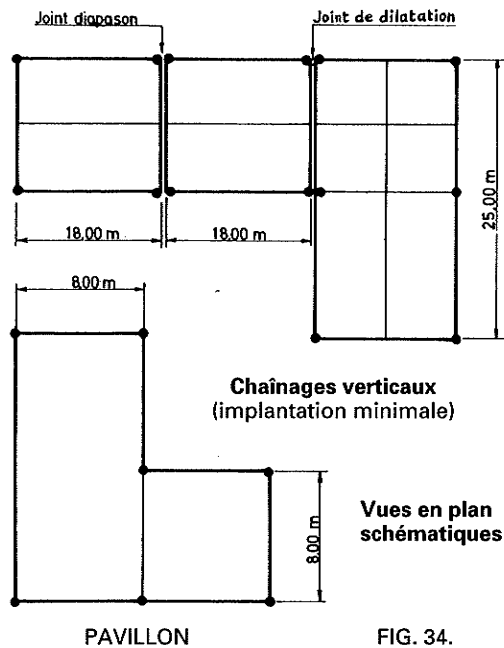 Joint diapason
Joint de dilatation
25,00 m
18,00 m
18,00 m
8,00 m
Chaînages verticaux
(implantation minimale)
Vues en plan
schématiques
8,00 m
PAVILLON
FIG. 34.